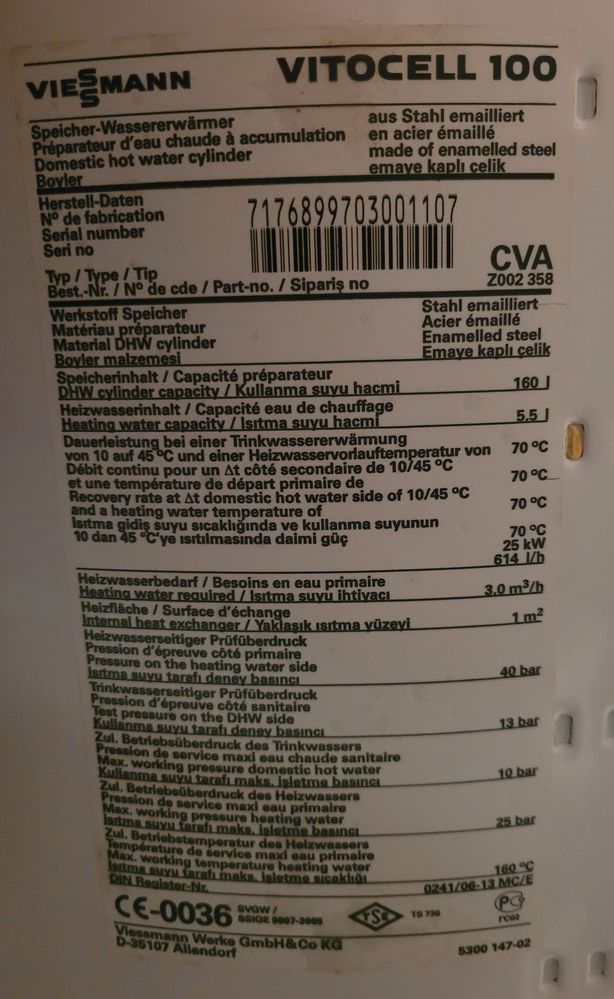 VIESSMANN VITOCELL 100
Speicher-Wassererwärmer aus Stahl emailliert
Préparateur d'eau chaude à accumulation en acier émaillé
Domestic hot water cylinder made of enamelled steel
Boyler emaye kaplı çelik
Herstell-Daten
N° de fabrication
Serial number
Seri no
7176899703001107
CVA
Typ / Type / Tip
Best.-Nr. / N° de cde / Part-no. / Sipariş no Z002 358
Werkstoff Speicher Stahl emailliert
Matériau préparateur Acier émaillé
Material DHW cylinder Enamelled steel
Boyler malzemesi Emaye kaplı çelik
Speicherinhalt / Capacité préparateur
DHW cylinder capacity / Kullanma suyu hacmi 160 l
Heizwasserinhalt / Capacité eau de chauffage
Heating water capacity / Isıtma suyu hacmi 5,5 l
Dauerleistung bei einer Trinkwassererwärmung
von 10 auf 45 °C und einer Heizwasservorlauftemperatur von 70 °C
Débit continu pour un Δt côté secondaire de 10/45 °C
et une température de départ primaire de 70 °C
Recovery rate at Δt domestic hot water side of 10/45 °C
and a heating water temperature of 70 °C
Isıtma gidiş suyu sıcaklığında ve kullanma suyunun
10 dan 45 °C'ye ısıtılmasında daimi güç 70 °C
25 kW
614 l/h
Heizwasserbedarf / Besoins en eau primaire
Heating water required / Isıtma suyu ihtiyacı 3,0 m³/h
Heizfläche / Surface d'échange
Internal heat exchanger / Yaklaşık ısıtma yüzeyi 1 m²
Heizwasserseitiger Prüfüberdruck
Pression d'épreuve côté primaire
Pressure on the heating water side
Isıtma suyu tarafı deney basıncı 40 bar
Trinkwasserseitiger Prüfüberdruck
Pression d'épreuve côté sanitaire
Test pressure on the DHW side
Kullanma suyu tarafı deney basıncı 13 bar
Zul. Betriebsüberdruck des Trinkwassers
Pression de service maxi eau chaude sanitaire
Max. working pressure domestic hot water
Kullanma suyu tarafı maks. işletme basıncı 10 bar
Zul. Betriebsüberdruck des Heizwassers
Pression de service maxi eau primaire
Max. working pressure heating water
Isıtma suyu tarafı maks. işletme basıncı 25 bar
Zul. Betriebstemperatur des Heizwassers
Température de service maxi eau primaire
Max. working temperature heating water
Isıtma suyu tarafı maks. işletme sıcaklığı 160 °C
DIN Register-Nr. 0241/06-13 MC/E
CE-0036 SVGW / TSE TS 736 PC
SSIGE 9807-3985 PC02
Viessmann Werke GmbH&Co KG
D-35107 Allendorf 5300 147-02